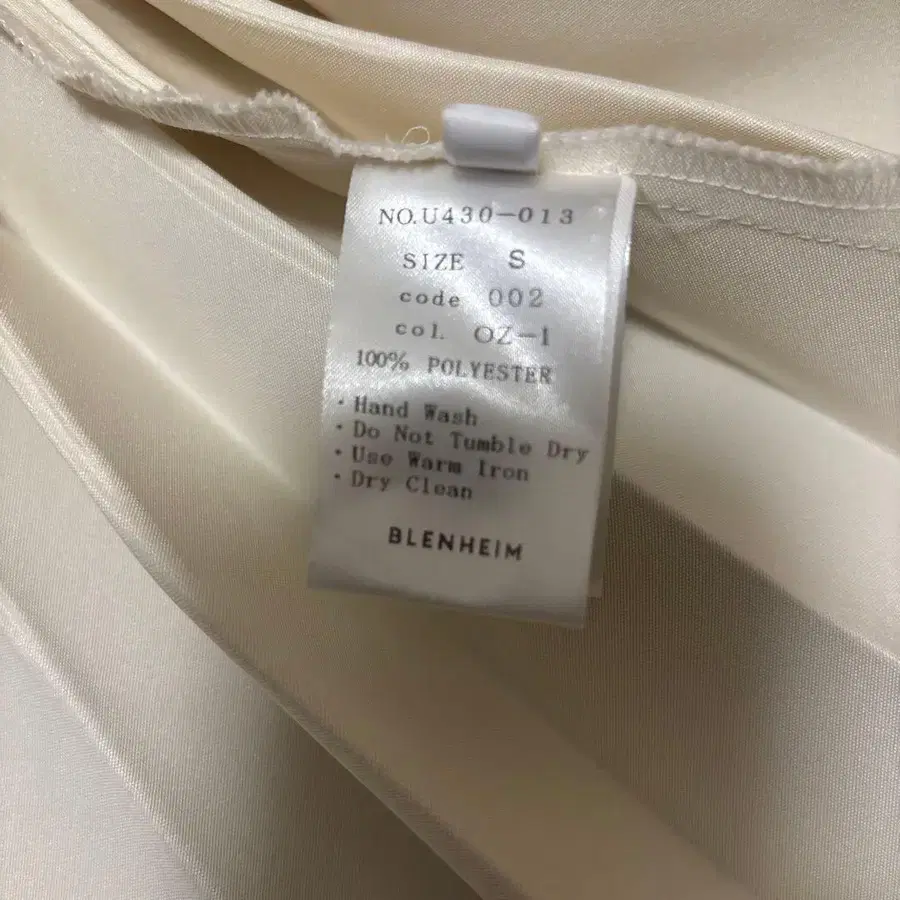 NO.U430-013
SIZE S
code 002
col. OZ-1
100% POLYESTER
・Hand Wash
・Do Not Tumble Dry
・Use Warm Iron
・Dry Clean
BLENHEIM